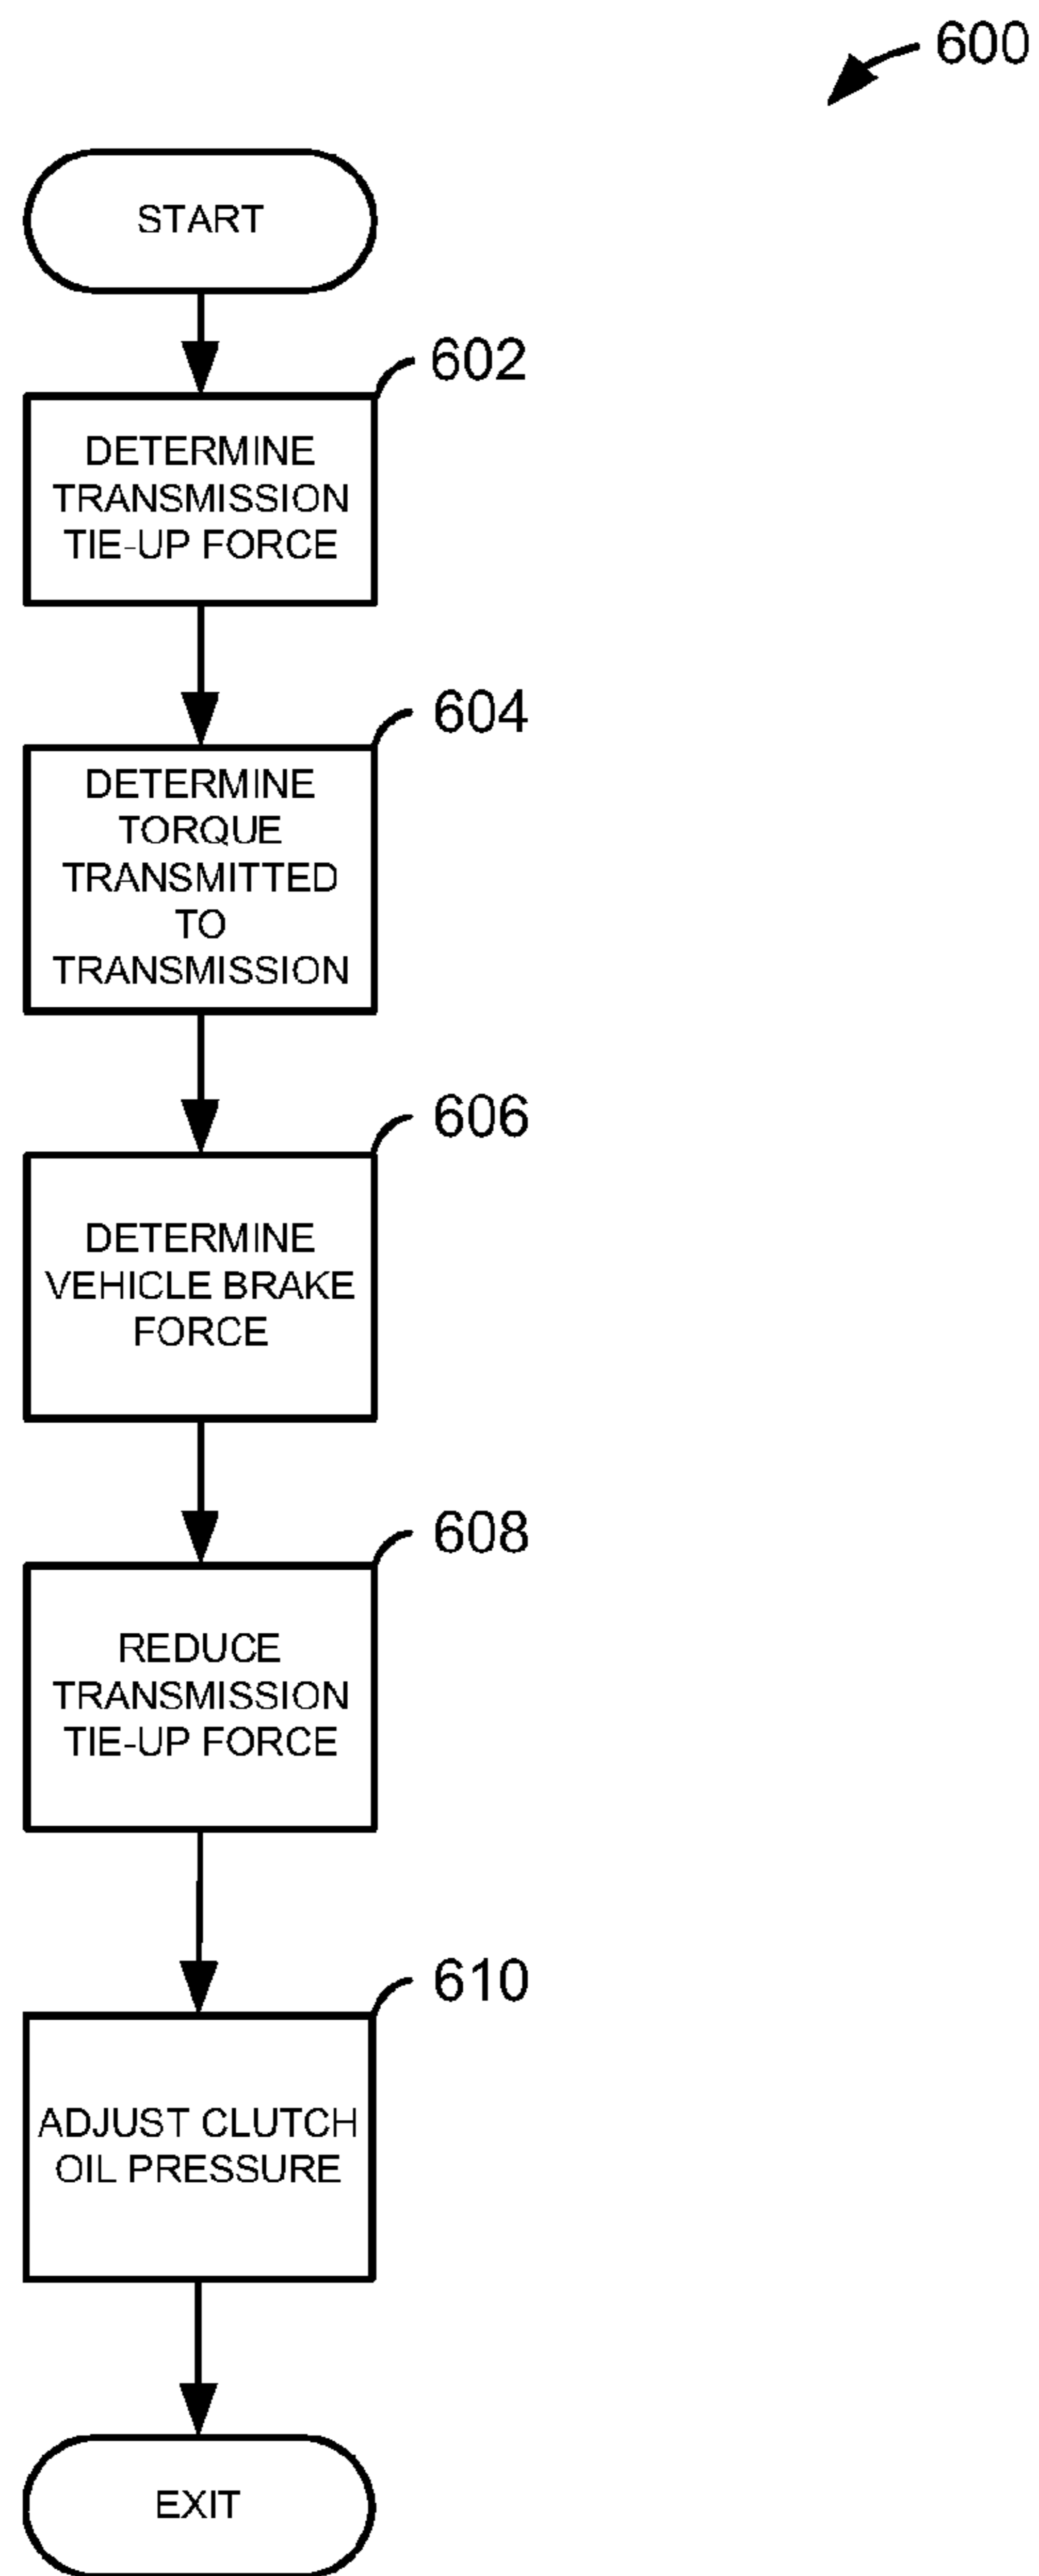 600
START
602
DETERMINE
TRANSMISSION
TIE-UP FORCE
604
DETERMINE
TORQUE
TRANSMITTED
TO
TRANSMISSION
606
DETERMINE
VEHICLE BRAKE
FORCE
608
REDUCE
TRANSMISSION
TIE-UP FORCE
610
ADJUST CLUTCH
OIL PRESSURE
EXIT